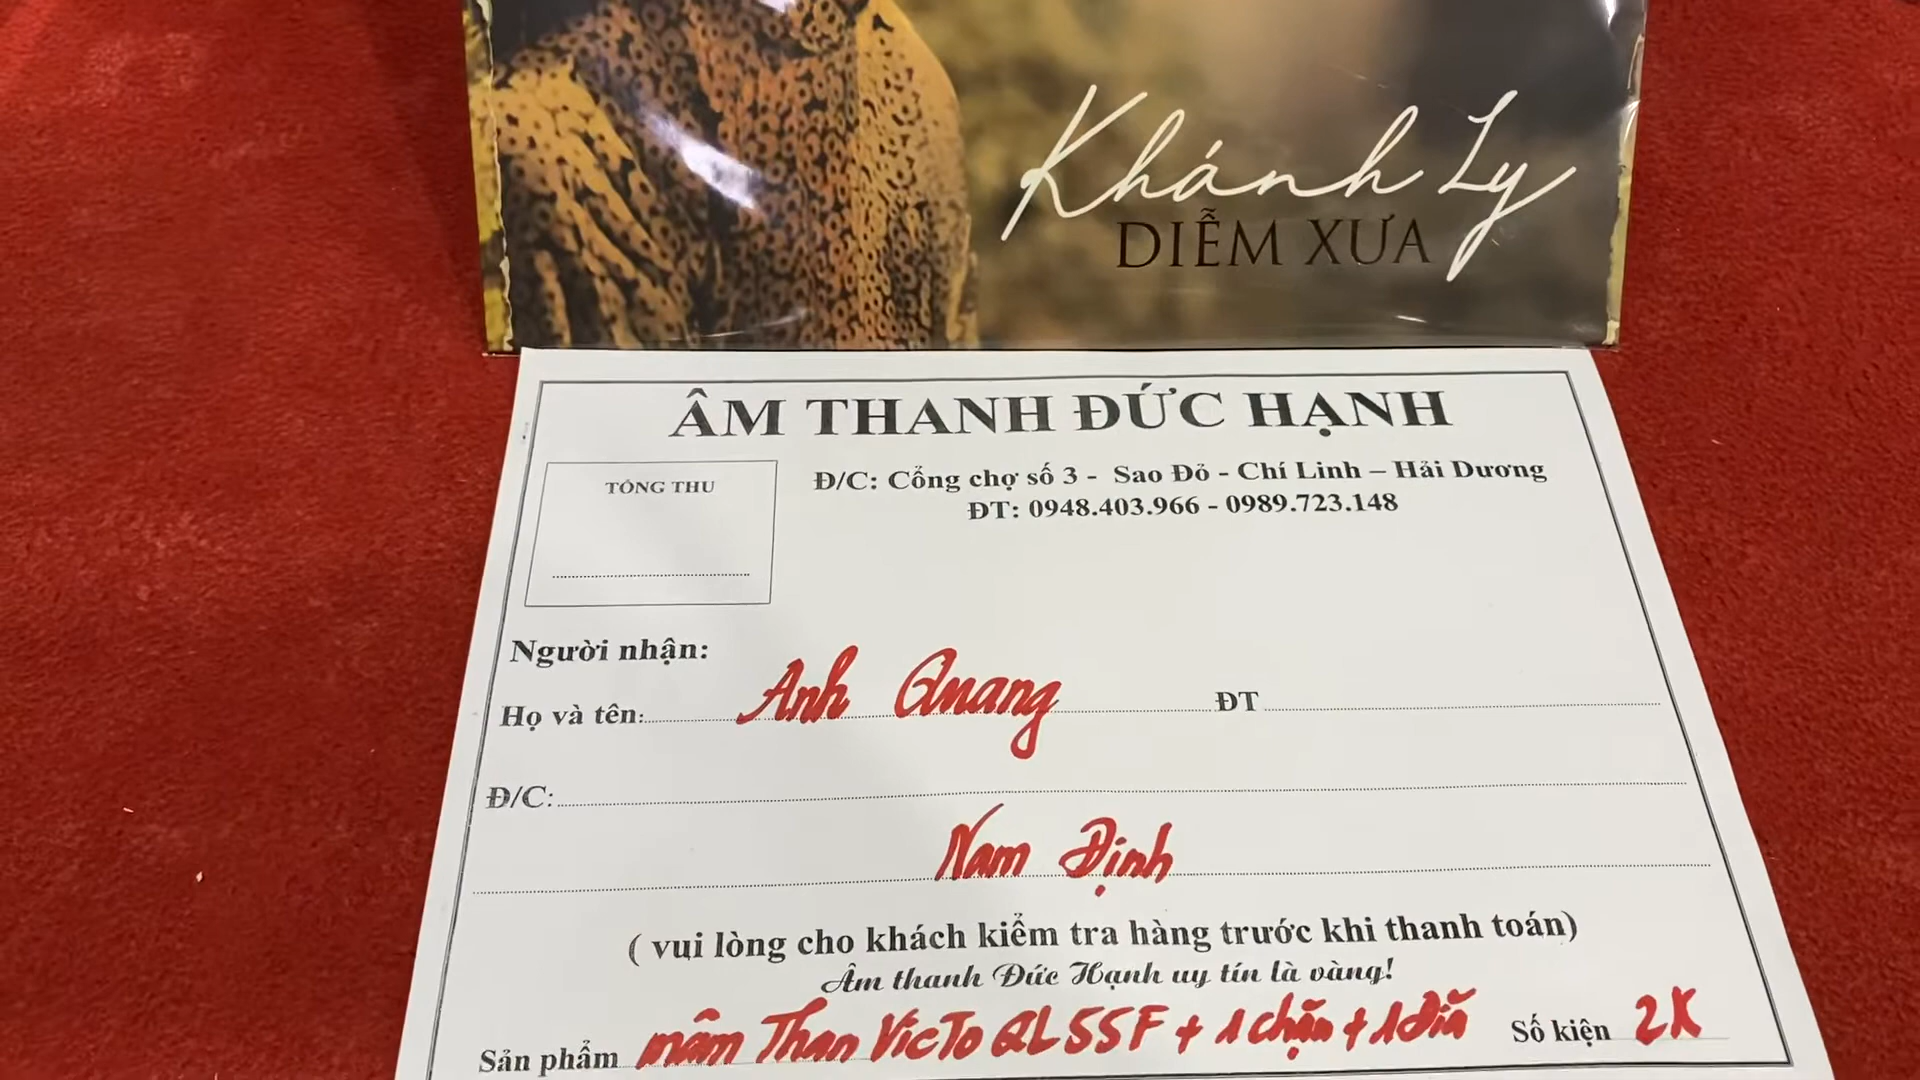 Khánh Ly
DIỄM XƯA
ÂM THANH ĐỨC HẠNH
TỔNG THU
Đ/C: Cổng chợ số 3 - Sao Đỏ - Chí Linh – Hải Dương
ĐT: 0948.403.966 - 0989.723.148
Người nhận:
Họ và tên: Anh Quang ĐT
Đ/C:
Nam Định
( vui lòng cho khách kiểm tra hàng trước khi thanh toán)
Âm thanh Đức Hạnh uy tín là vàng!
Sản phẩm mâm Than VicTo QL55F + 1 chặn + 1 đĩa Số kiện 2K